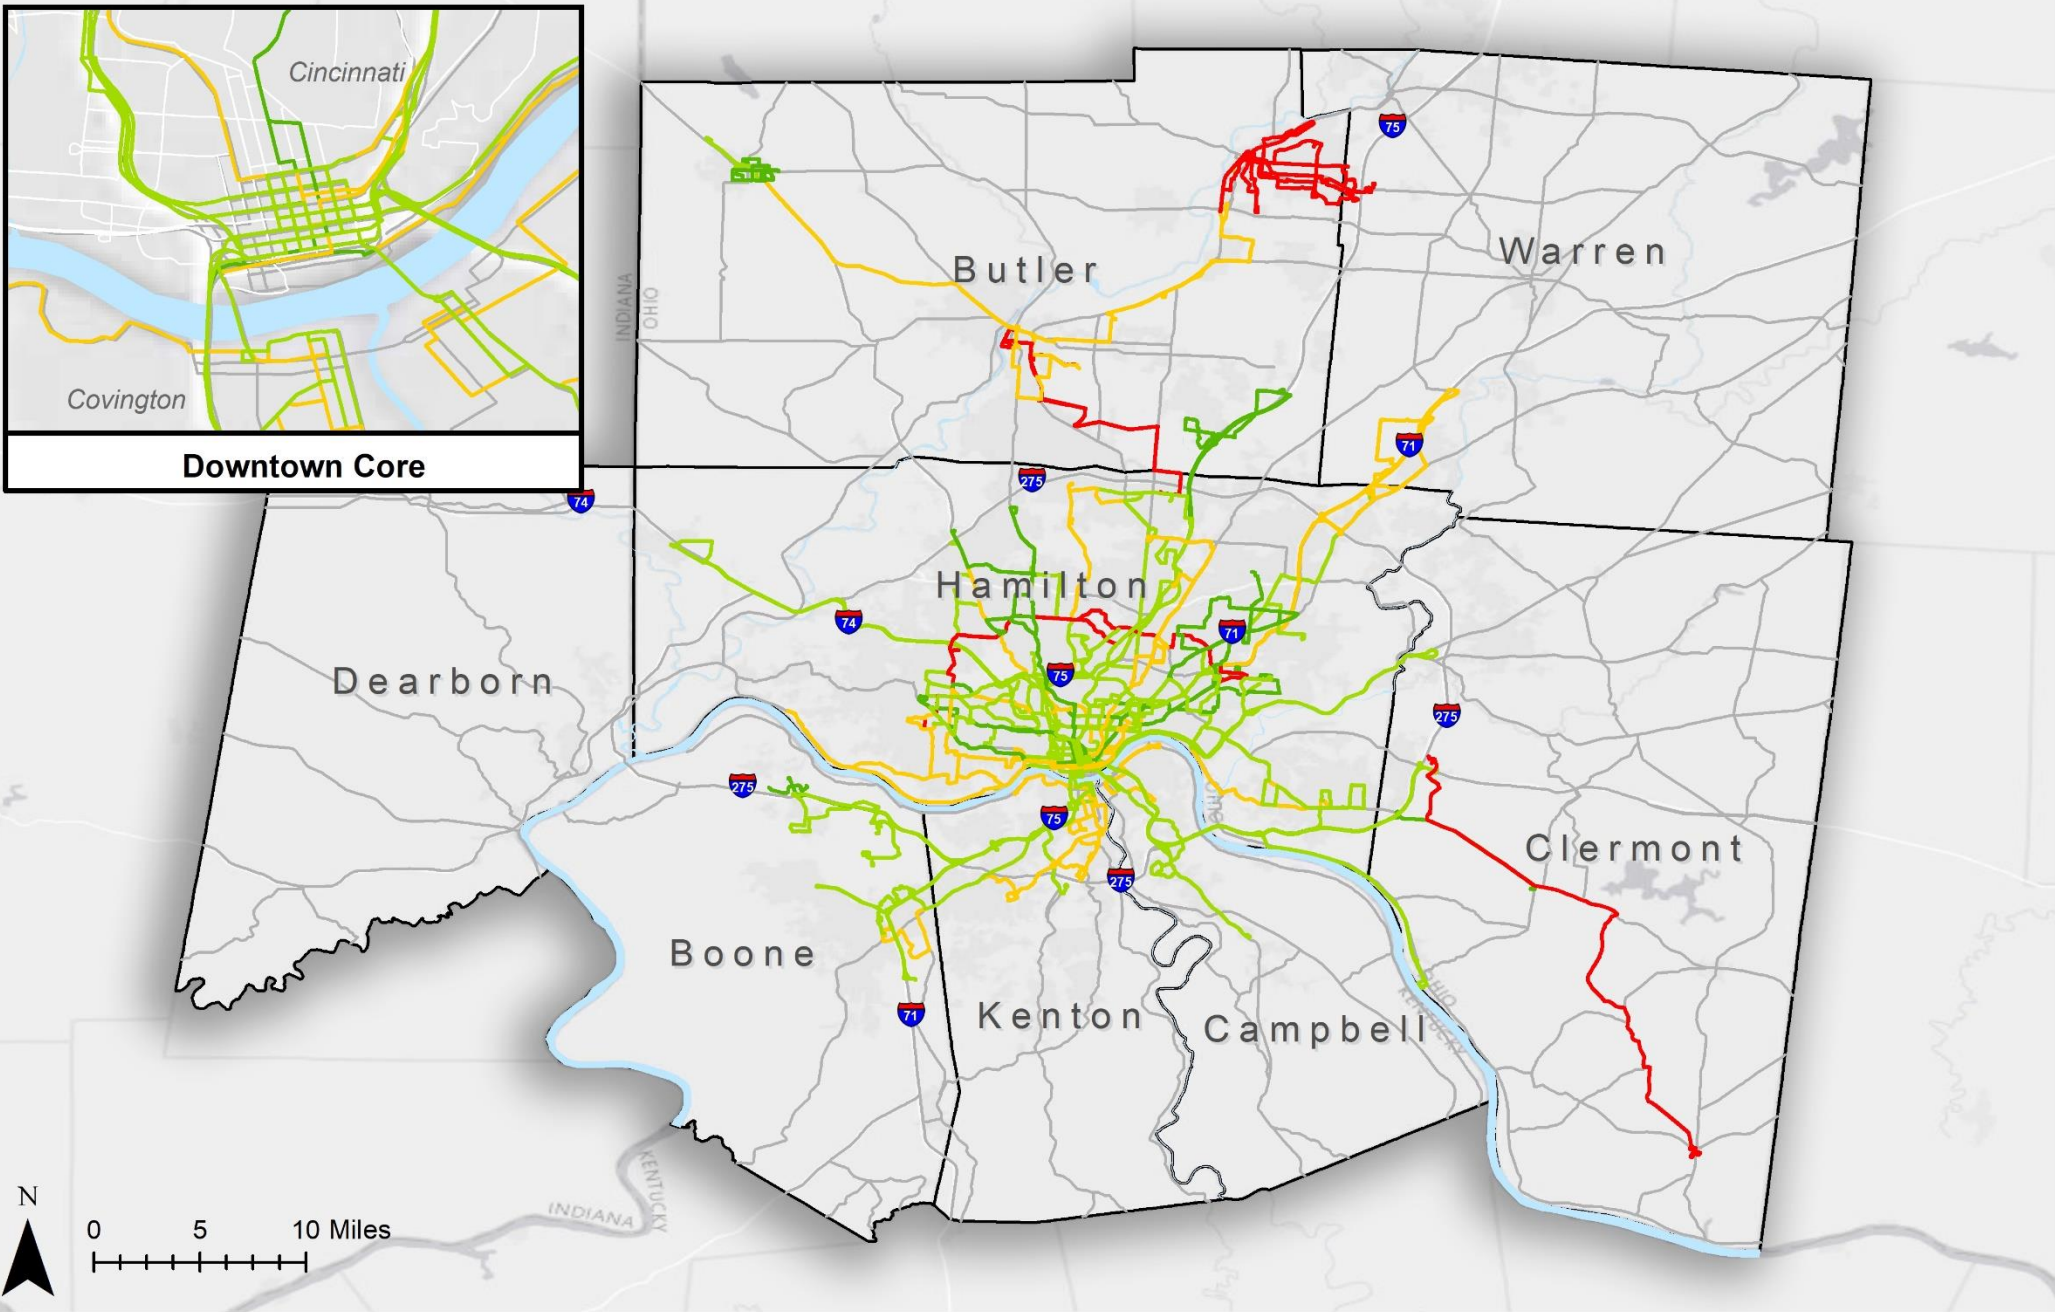 Cincinnati
Covington
Downtown Core
75
Warren
Butler
INDIANA
OHIO
71
275
74
Hamilton
74
71
75
Dearborn
275
275
75
OHIO
Clermont
275
Boone
71
Kenton
Campbell
OHIO
KENTUCKY
KENTUCKY
INDIANA
N
0 5 10 Miles